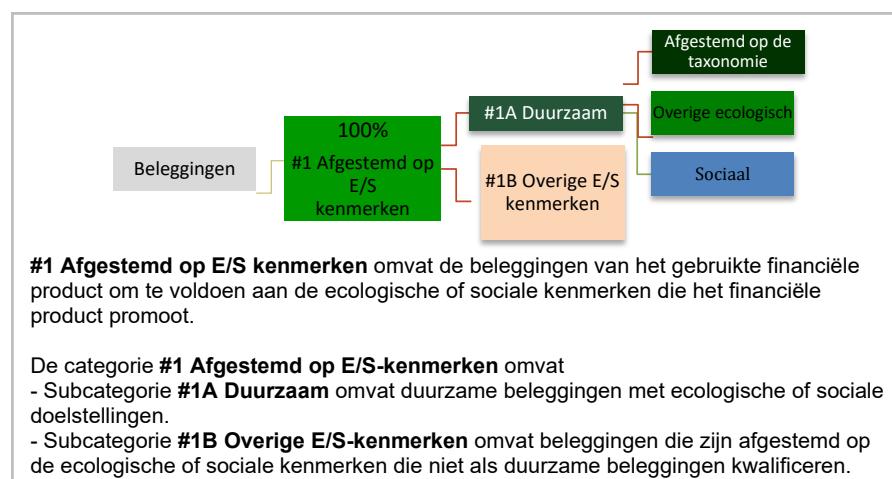 Afgestemd op de
taxonomie
#1A Duurzaam
Overige ecologisch
100%
#1 Afgestemd op
E/S
kenmerken
Beleggingen
#1B Overige E/S
kenmerken
Sociaal
#1 Afgestemd op E/S kenmerken omvat de beleggingen van het gebruikte financiële
product om te voldoen aan de ecologische of sociale kenmerken die het financiële
product promoot.
De categorie #1 Afgestemd op E/S-kenmerken omvat
- Subcategorie #1A Duurzaam omvat duurzame beleggingen met ecologische of sociale
doelstellingen.
- Subcategorie #1B Overige E/S-kenmerken omvat beleggingen die zijn afgestemd op
de ecologische of sociale kenmerken die niet als duurzame beleggingen kwalificeren.